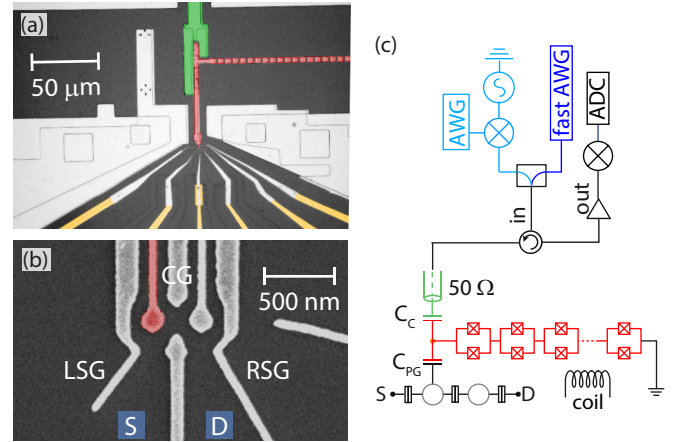 (a)
50 μm
(b)
CG
500 nm
LSG
RSG
S
D
(c)
AWG
fast AWG
ADC
in
out
50 Ω
C_C
C_PG
S
D
coil